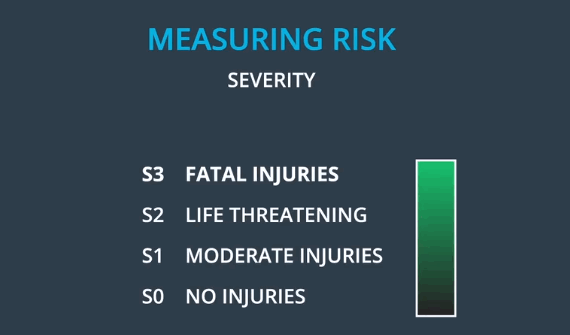 MEASURING RISK
SEVERITY
S3 FATAL INJURIES
S2 LIFE THREATENING
S1 MODERATE INJURIES
S0 NO INJURIES